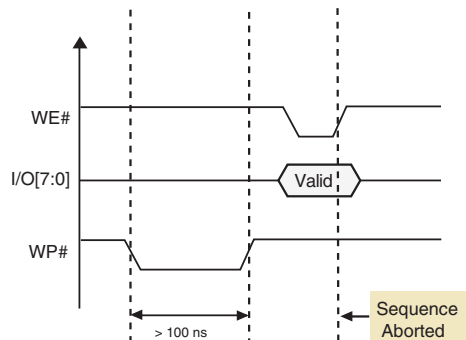 WE#
I/O[7:0]
Valid
WP#
> 100 ns
Sequence
Aborted